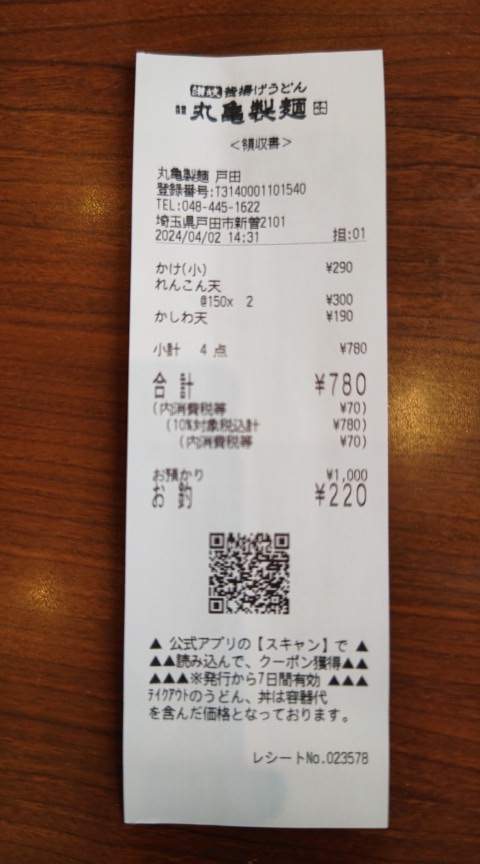 讃岐 釜揚げうどん
丸亀製麺
<領収書>
丸亀製麺 戸田
登録番号:T3140001101540
TEL:048-445-1622
埼玉県戸田市新曽2101
2024/04/02 14:31 担:01
かけ(小) ¥290
れんこん天
@150x 2 ¥300
かしわ天 ¥190
小計 4 点 ¥780
合 計 ¥780
(内消費税等 ¥70)
(10%対象税込計 ¥780)
(内消費税等 ¥70)
お預かり ¥1,000
お 釣 ¥220
▲ 公式アプリの【スキャン】で ▲
▲▲読み込んで、クーポン獲得▲▲
▲▲▲▲※発行から7日間有効 ▲▲▲
テイクアウトのうどん、丼は容器代
を含んだ価格となっております。
レシートNo.023578